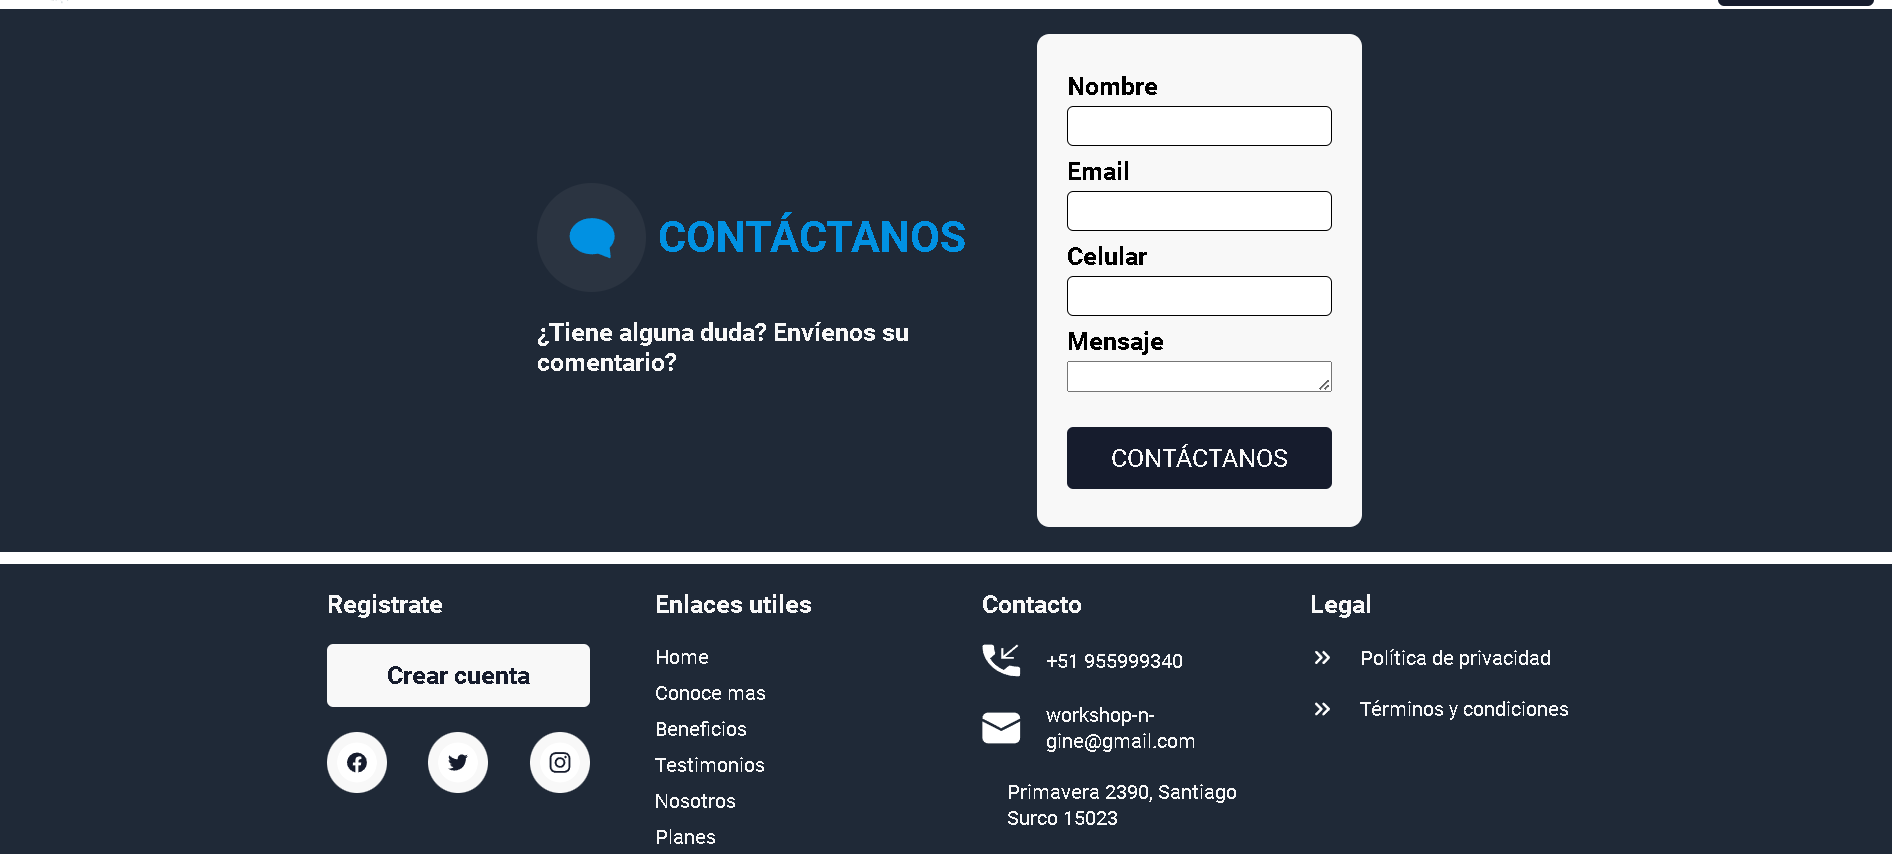 CONTÁCTANOS
¿Tiene alguna duda? Envíenos su
comentario?
Nombre
Email
Celular
Mensaje
CONTÁCTANOS
Registrate
Crear cuenta
Enlaces utiles
Home
Conoce mas
Beneficios
Testimonios
Nosotros
Planes
Contacto
+51 955999340
workshop-n-
gine@gmail.com
Primavera 2390, Santiago
Surco 15023
Legal
Política de privacidad
Términos y condiciones